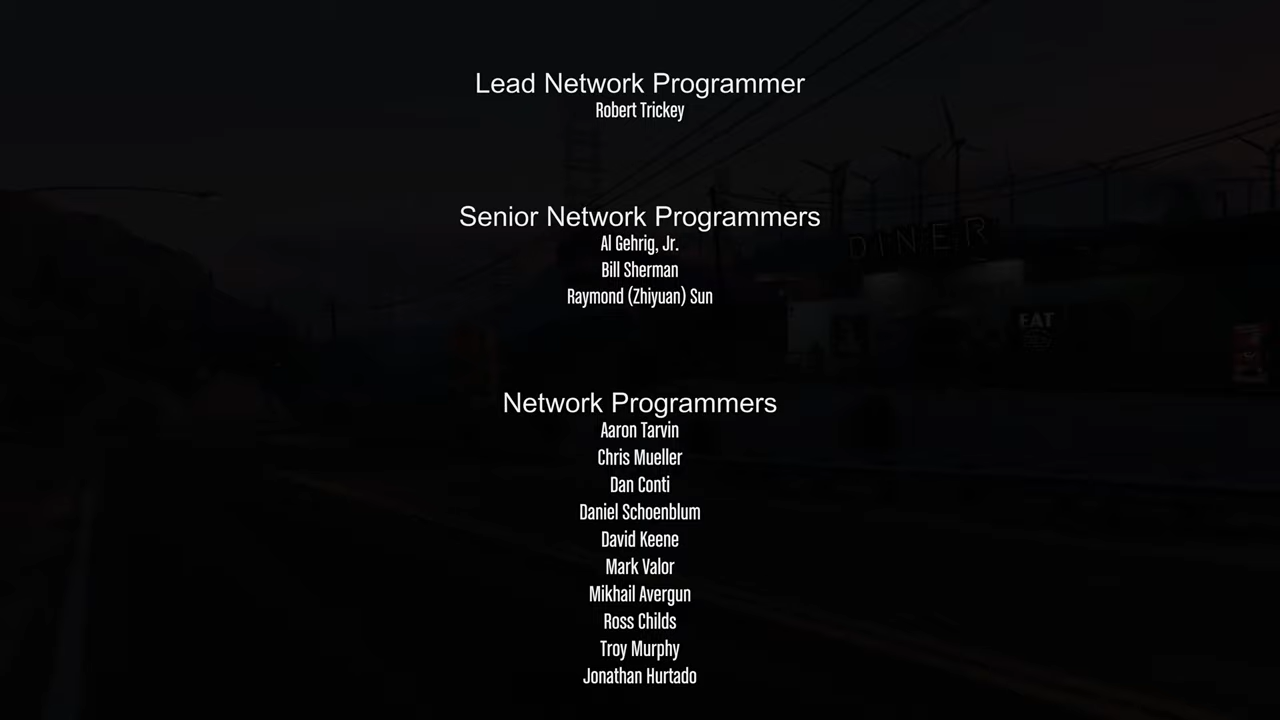 Lead Network Programmer
Robert Trickey
Senior Network Programmers
Al Gehrig, Jr.
Bill Sherman
Raymond (Zhiyuan) Sun
DINER
EAT
Network Programmers
Aaron Tarvin
Chris Mueller
Dan Conti
Daniel Schoenblum
David Keene
Mark Valor
Mikhail Avergun
Ross Childs
Troy Murphy
Jonathan Hurtado